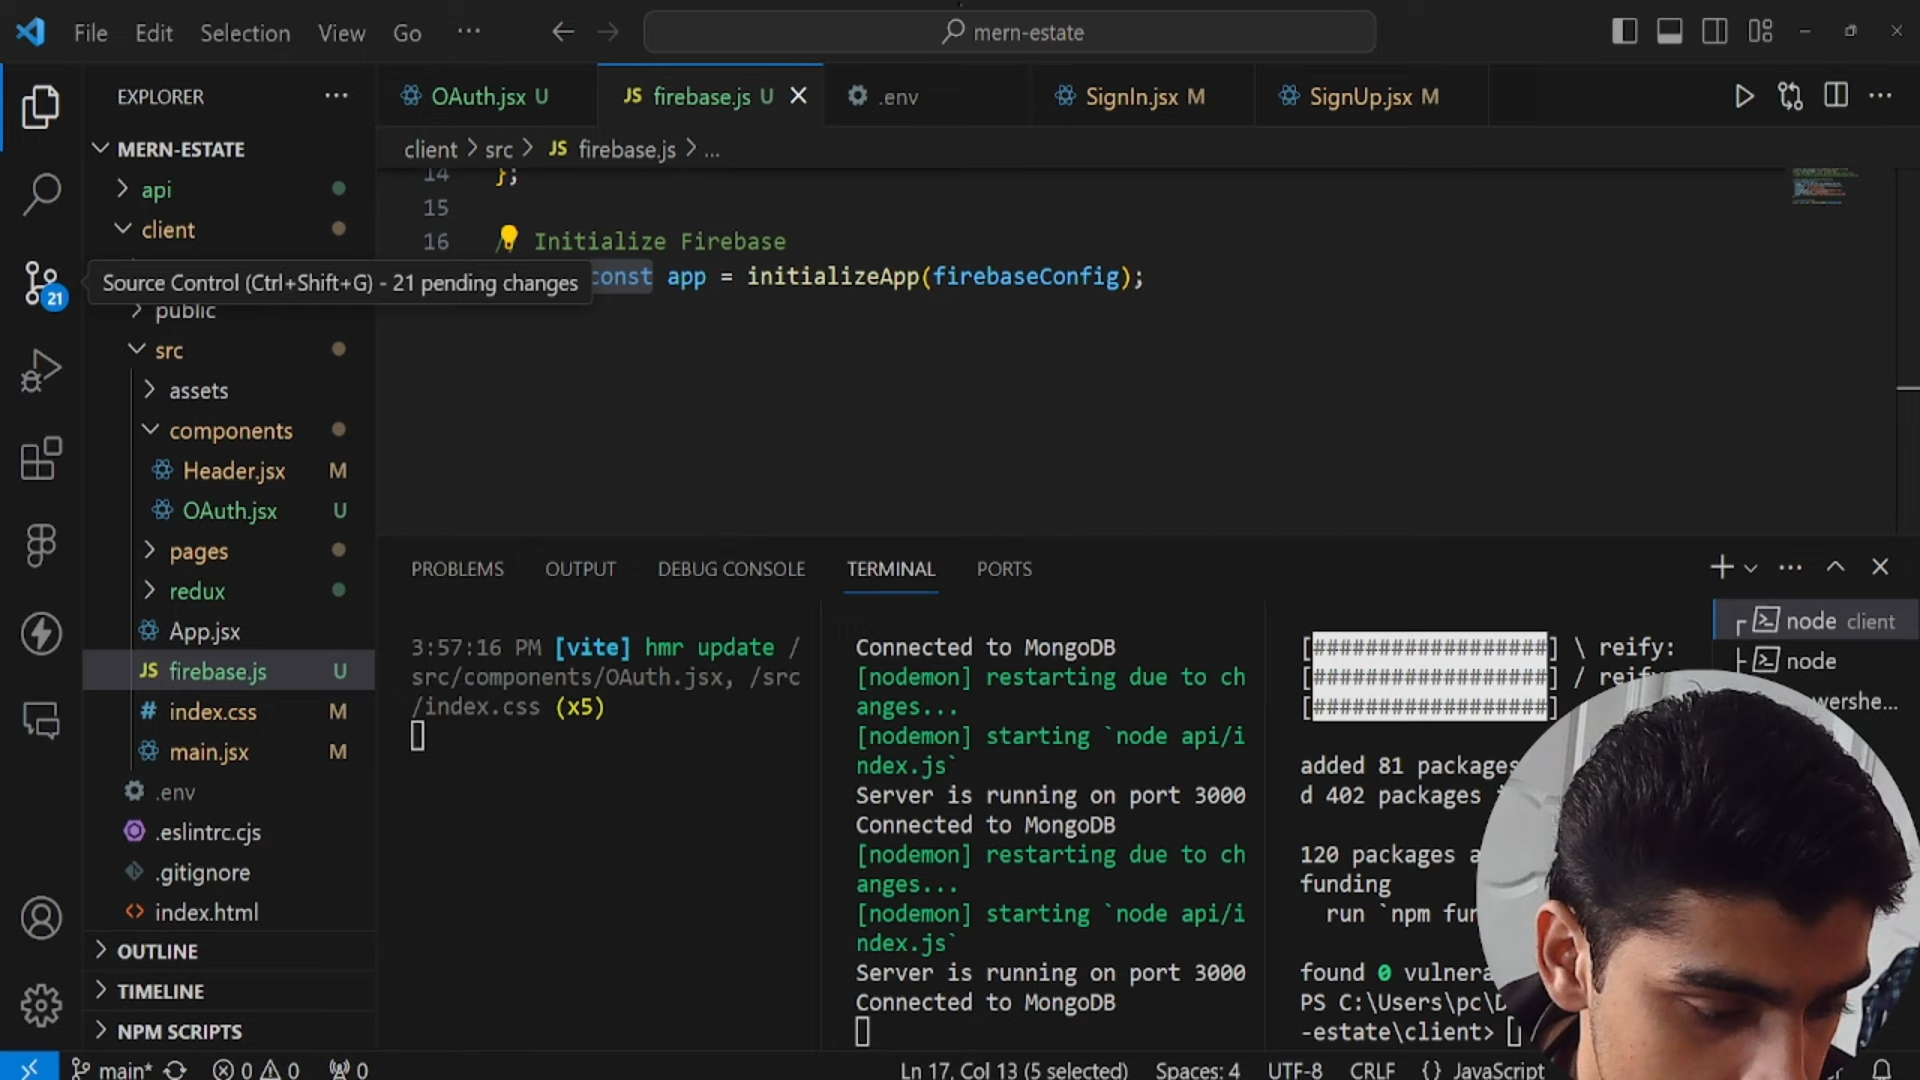 File Edit Selection View Go ··· mern-estate
EXPLORER ···
OAuth.jsx U
JS firebase.js U
.env
SignIn.jsx M
SignUp.jsx M
client > src > JS firebase.js > ...
MERN-ESTATE
api
client
Source Control (Ctrl+Shift+G) - 21 pending changes
21
public
src
assets
components
Header.jsx M
OAuth.jsx U
pages
redux
App.jsx
JS firebase.js U
# index.css M
main.jsx M
.env
.eslintrc.cjs
.gitignore
<> index.html
OUTLINE
TIMELINE
NPM SCRIPTS
14 };
15
16 / Initialize Firebase
const app = initializeApp(firebaseConfig);
PROBLEMS OUTPUT DEBUG CONSOLE TERMINAL PORTS
3:57:16 PM [vite] hmr update /
src/components/OAuth.jsx, /src
/index.css (x5)
Connected to MongoDB
[nodemon] restarting due to ch
anges...
[nodemon] starting `node api/i
ndex.js`
Server is running on port 3000
Connected to MongoDB
[nodemon] restarting due to ch
anges...
[nodemon] starting `node api/i
ndex.js`
Server is running on port 3000
Connected to MongoDB
[##################] \ reify:
[##################] / reify
[##################]
added 81 packages
d 402 packages
120 packages a
funding
run `npm fun
found 0 vulnera
PS C:\Users\pc\D
-estate\client>
node client
node
wershe...
main* 0 0 0 Ln 17, Col 13 (5 selected) Spaces: 4 UTF-8 CRLF {} JavaScript